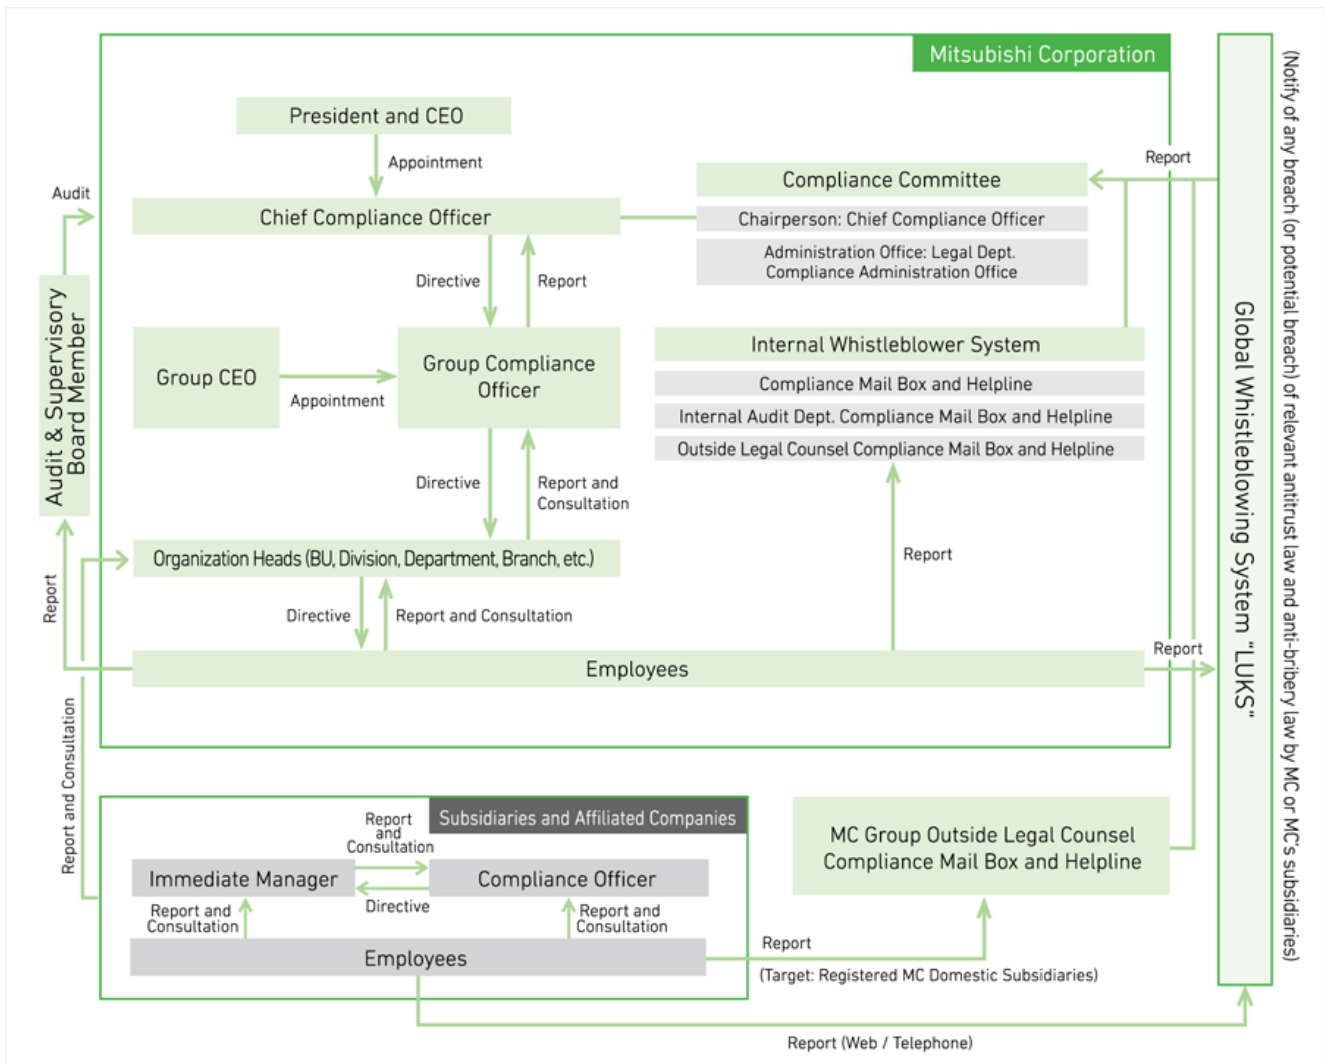 Mitsubishi Corporation
President and CEO
Appointment
Report
Compliance Committee
Audit
Chief Compliance Officer
Chairperson: Chief Compliance Officer
Administration Office: Legal Dept.
Compliance Administration Office
Directive
Report
Audit & Supervisory
Board Member
Group CEO
Appointment
Group Compliance
Officer
Internal Whistleblower System
Compliance Mail Box and Helpline
Internal Audit Dept. Compliance Mail Box and Helpline
Outside Legal Counsel Compliance Mail Box and Helpline
Directive
Report and
Consultation
Organization Heads (BU, Division, Department, Branch, etc.)
Report
Report
Directive
Report and Consultation
Employees
Report
Global Whistleblowing System "LUKS"
(Notify of any breach (or potential breach) of relevant antitrust law and anti-bribery law by MC or MC's subsidiaries)
Report and Consultation
Subsidiaries and Affiliated Companies
Report
and
Consultation
Immediate Manager
Compliance Officer
Directive
Report and
Consultation
Report and
Consultation
Employees
MC Group Outside Legal Counsel
Compliance Mail Box and Helpline
Report
(Target: Registered MC Domestic Subsidiaries)
Report (Web / Telephone)